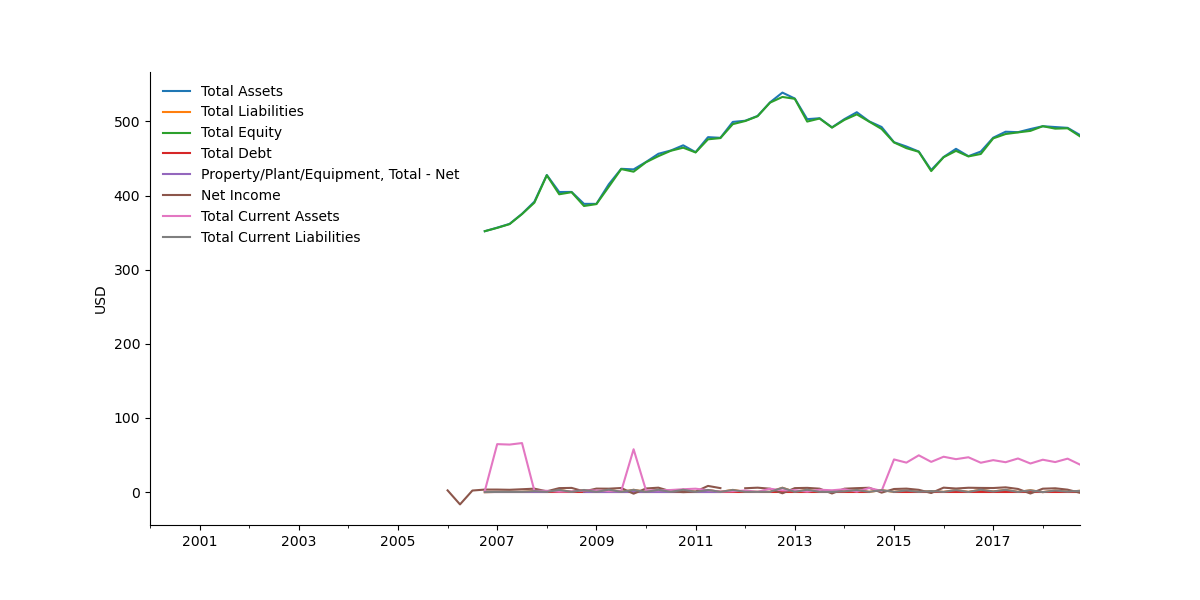 Total Assets
Total Liabilities
Total Equity
Total Debt
Property/Plant/Equipment, Total - Net
Net Income
Total Current Assets
Total Current Liabilities
USD
500
400
300
200
100
0
2001 2003 2005 2007 2009 2011 2013 2015 2017